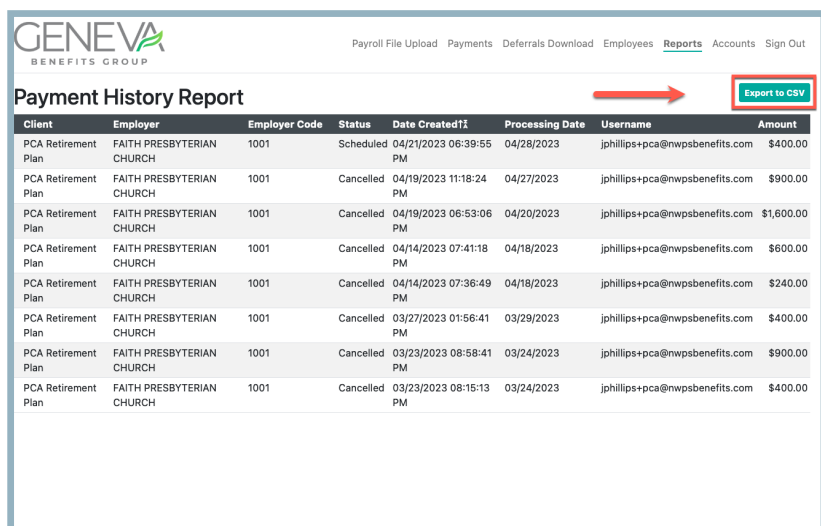 GENEVA
BENEFITS GROUP
Payroll File Upload Payments Deferrals Download Employees Reports Accounts Sign Out
Payment History Report
Export to CSV
Client Employer Employer Code Status Date Created Processing Date Username Amount
PCA Retirement FAITH PRESBYTERIAN 1001 Scheduled 04/21/2023 06:39:55 04/28/2023 jphillips+pca@nwpsbenefits.com $400.00
Plan CHURCH PM
PCA Retirement FAITH PRESBYTERIAN 1001 Cancelled 04/19/2023 11:18:24 04/27/2023 jphillips+pca@nwpsbenefits.com $900.00
Plan CHURCH PM
PCA Retirement FAITH PRESBYTERIAN 1001 Cancelled 04/19/2023 06:53:06 04/20/2023 jphillips+pca@nwpsbenefits.com $1,600.00
Plan CHURCH PM
PCA Retirement FAITH PRESBYTERIAN 1001 Cancelled 04/14/2023 07:41:18 04/18/2023 jphillips+pca@nwpsbenefits.com $600.00
Plan CHURCH PM
PCA Retirement FAITH PRESBYTERIAN 1001 Cancelled 04/14/2023 07:36:49 04/18/2023 jphillips+pca@nwpsbenefits.com $240.00
Plan CHURCH PM
PCA Retirement FAITH PRESBYTERIAN 1001 Cancelled 03/27/2023 01:56:41 03/29/2023 jphillips+pca@nwpsbenefits.com $400.00
Plan CHURCH PM
PCA Retirement FAITH PRESBYTERIAN 1001 Cancelled 03/23/2023 08:58:41 03/24/2023 jphillips+pca@nwpsbenefits.com $900.00
Plan CHURCH PM
PCA Retirement FAITH PRESBYTERIAN 1001 Cancelled 03/23/2023 08:15:13 03/24/2023 jphillips+pca@nwpsbenefits.com $400.00
Plan CHURCH PM